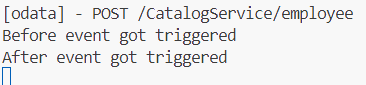 [odata] - POST /CatalogService/employee
Before event got triggered
After event got triggered